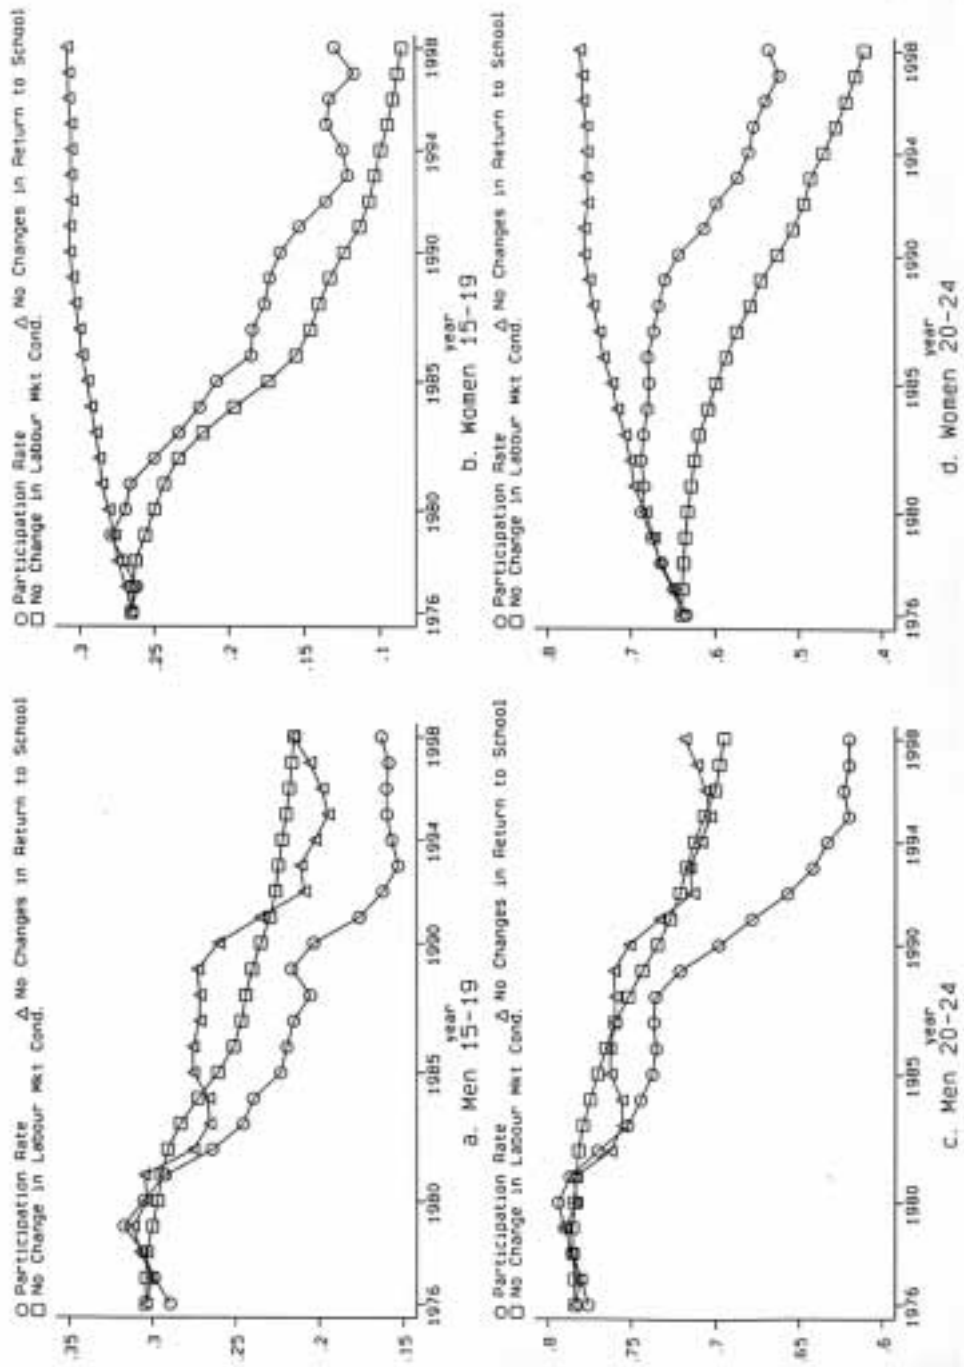 ○ Participation Rate △ No Changes in Return to School
□ No Change in Labour Mkt Cond.
.35
.3
.25
.2
.15
1976 1980 1985 1990 1994 1998
year
a. Men 15-19
○ Participation Rate △ No Changes in Return to School
□ No Change in Labour Mkt Cond.
.3
.25
.2
.15
.1
1976 1980 1985 1990 1994 1998
year
b. Women 15-19
○ Participation Rate △ No Changes in Return to School
□ No Change in Labour Mkt Cond.
.8
.75
.7
.65
.6
1976 1980 1985 1990 1994 1998
year
c. Men 20-24
○ Participation Rate △ No Changes in Return to School
□ No Change in Labour Mkt Cond.
.8
.7
.6
.5
.4
1976 1980 1985 1990 1994 1998
year
d. Women 20-24